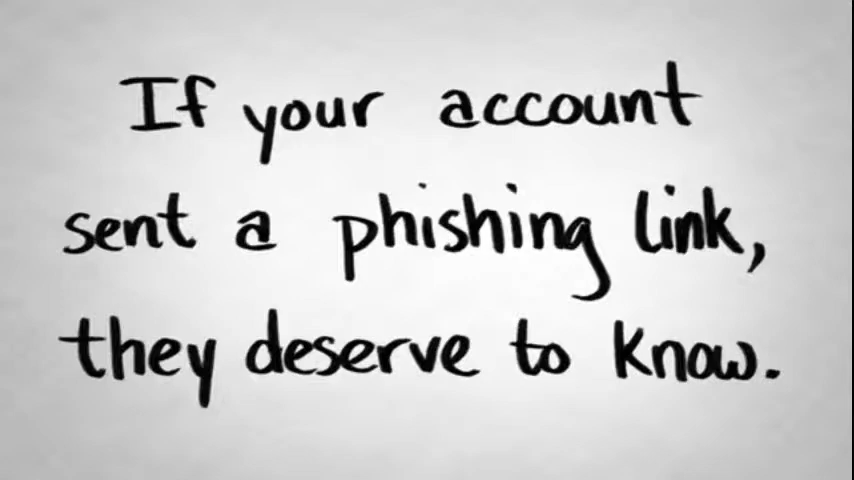 If your account
sent a phishing link,
they deserve to know.